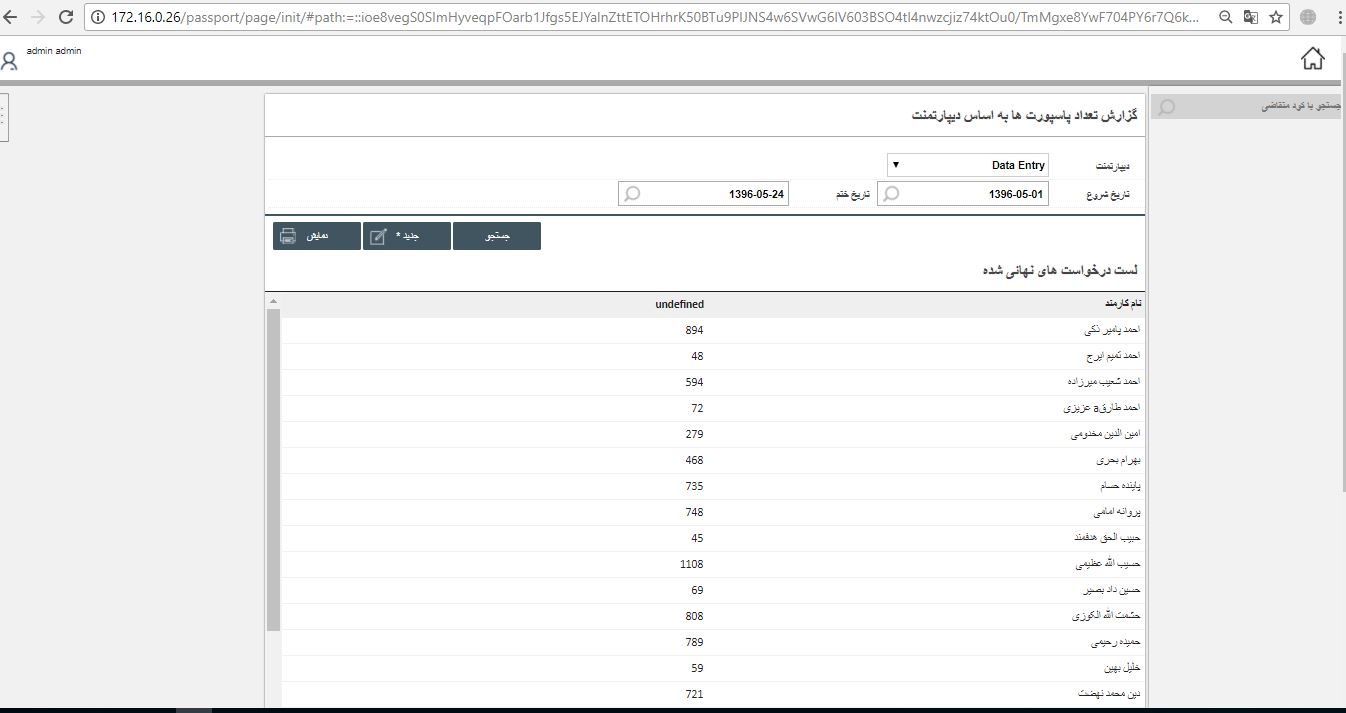 172.16.0.26/passport/page/init/#path:=::ioe8vegS0SImHyveqpFOarb1Jfgs5EJYaInZttETOHrhrK50BTu9PlJNS4w6SVwG6IV603BSO4tI4nwzcjiz74ktOu0/TmMgxe8YwF704PY6r7Q6k...
admin admin
جستجو با کود متقاضی
گزارش تعداد پاسپورت ها به اساس دیپارتمنت
دیپارتمنت Data Entry
تاریخ شروع 1396-05-01 تاریخ ختم 1396-05-24
جستجو جدید * نمایش
لست درخواست های نهائی شده
نام کارمند undefined
احمد پامیر ذکی 894
احمد تمیم ایرج 48
احمد شعیب میرزاده 594
احمد طارقa عزیزی 72
امین الدین مخدومی 279
بهرام بحری 468
پاینده حسام 735
پروانه امامی 748
حبیب الحق هدفمند 45
حسیب الله عظیمی 1108
حسین داد بصیر 69
حشمت الله الکوزی 808
حمیده رحیمی 789
خلیل بهین 59
دین محمد نهضت 721